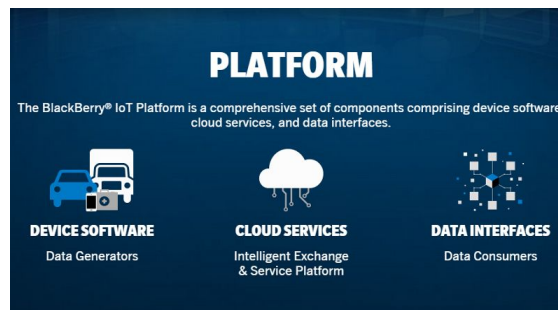 PLATFORM
The BlackBerry® IoT Platform is a comprehensive set of components comprising device software
cloud services, and data interfaces.
DEVICE SOFTWARE
CLOUD SERVICES
DATA INTERFACES
Data Generators
Intelligent Exchange
& Service Platform
Data Consumers